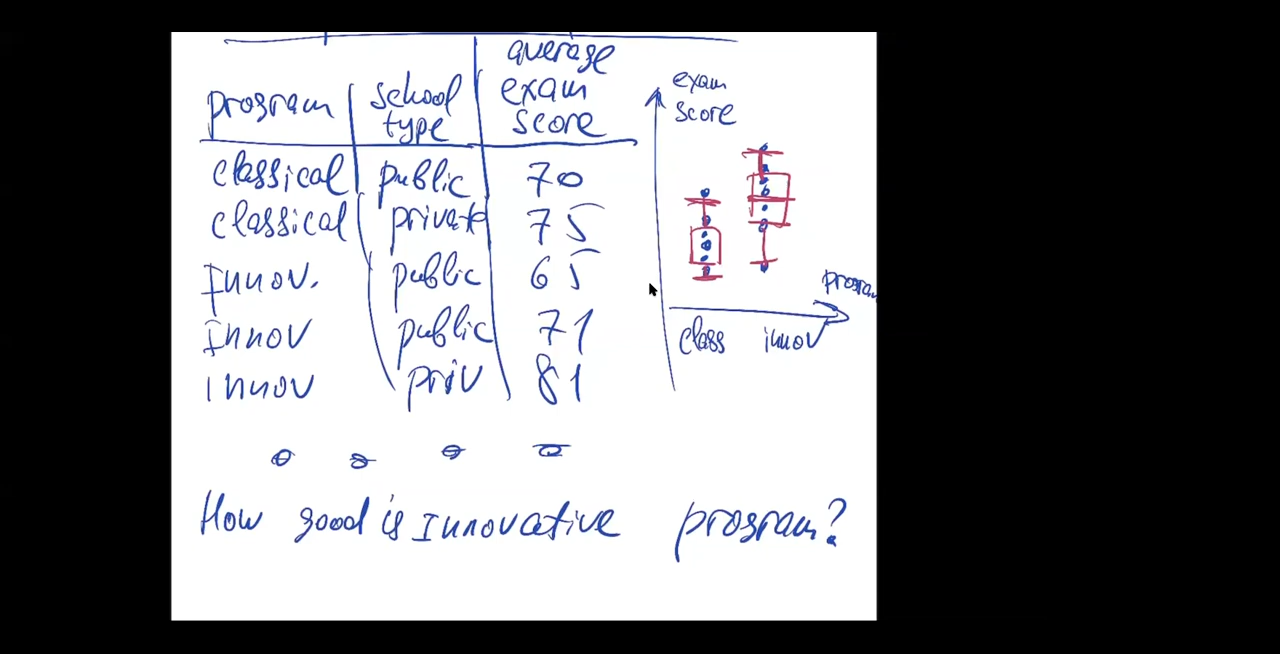 program | school type | average exam score
classical | public | 70
classical | private | 75
Innov. | public | 65
Innov | public | 71
innov | priv | 81
How good is Innovative program?
exam
score
program
class innov